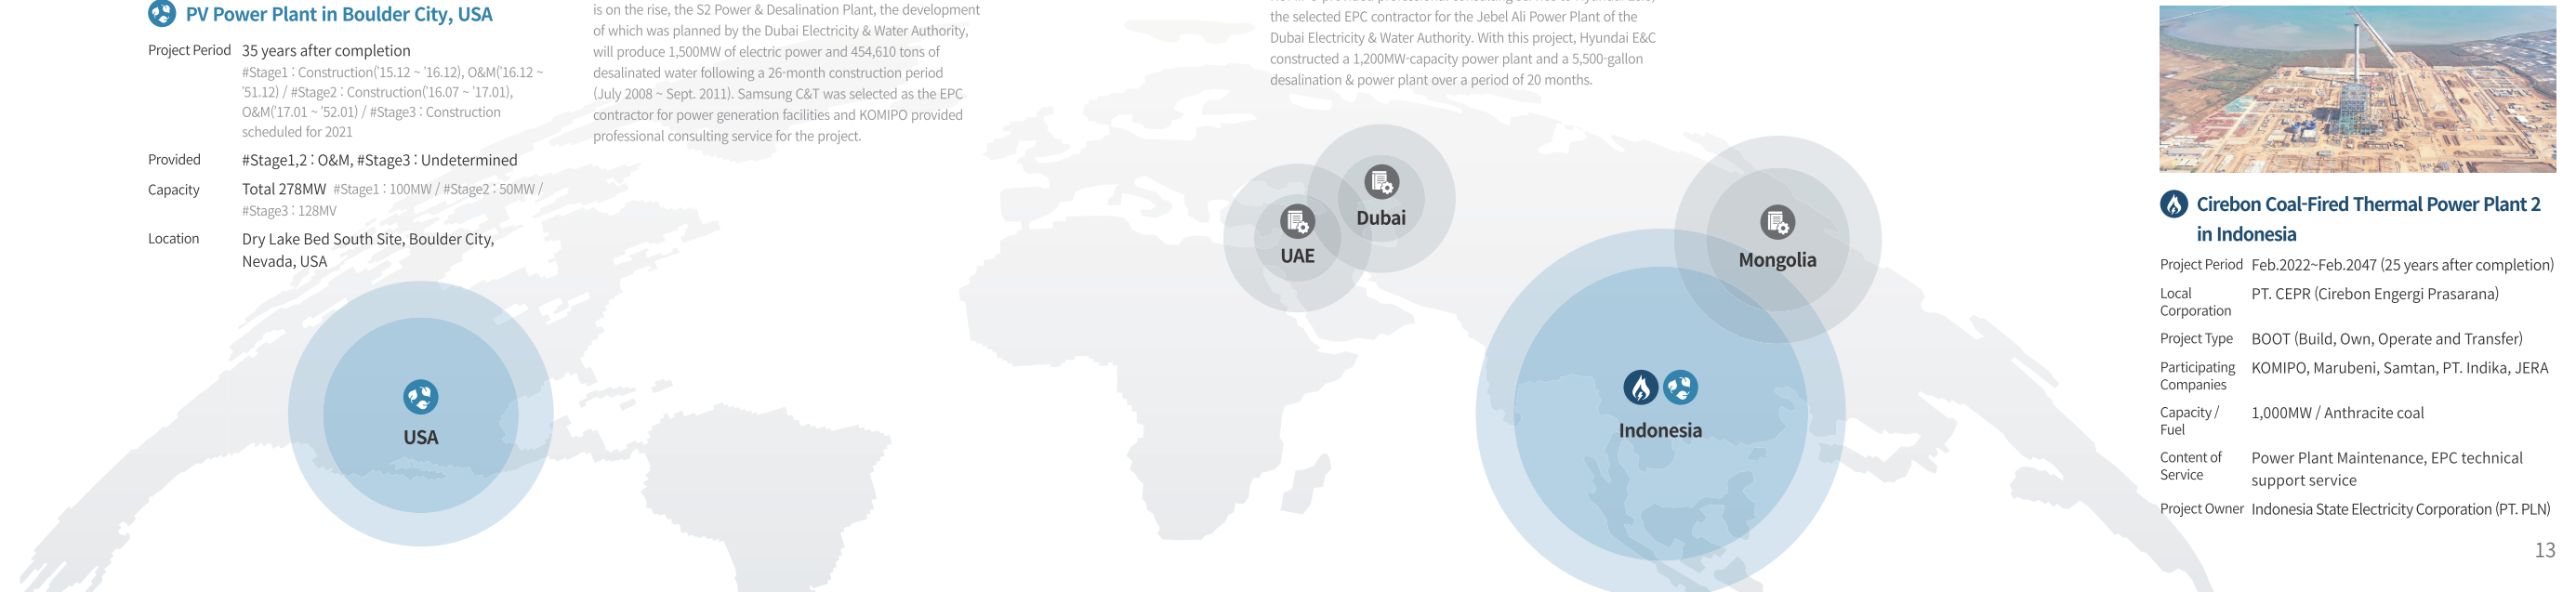 PV Power Plant in Boulder City, USA
Project Period 35 years after completion
#Stage1 : Construction('15.12 ~ '16.12), O&M('16.12 ~
'51.12) / #Stage2 : Construction('16.07 ~ '17.01),
O&M('17.01 ~ '52.01) / #Stage3 : Construction
scheduled for 2021
Provided #Stage1,2 : O&M, #Stage3 : Undetermined
Capacity Total 278MW #Stage1 : 100MW / #Stage2 : 50MW /
#Stage3 : 128MV
Location Dry Lake Bed South Site, Boulder City,
Nevada, USA
is on the rise, the S2 Power & Desalination Plant, the development
of which was planned by the Dubai Electricity & Water Authority,
will produce 1,500MW of electric power and 454,610 tons of
desalinated water following a 26-month construction period
(July 2008 ~ Sept. 2011). Samsung C&T was selected as the EPC
contractor for power generation facilities and KOMIPO provided
professional consulting service for the project.
the selected EPC contractor for the Jebel Ali Power Plant of the
Dubai Electricity & Water Authority. With this project, Hyundai E&C
constructed a 1,200MW-capacity power plant and a 5,500-gallon
desalination & power plant over a period of 20 months.
USA
UAE
Dubai
Mongolia
Indonesia
Cirebon Coal-Fired Thermal Power Plant 2
in Indonesia
Project Period Feb.2022~Feb.2047 (25 years after completion)
Local
Corporation
PT. CEPR (Cirebon Engergi Prasarana)
Project Type BOOT (Build, Own, Operate and Transfer)
Participating
Companies
KOMIPO, Marubeni, Samtan, PT. Indika, JERA
Capacity /
Fuel
1,000MW / Anthracite coal
Content of
Service
Power Plant Maintenance, EPC technical
support service
Project Owner Indonesia State Electricity Corporation (PT. PLN)
13